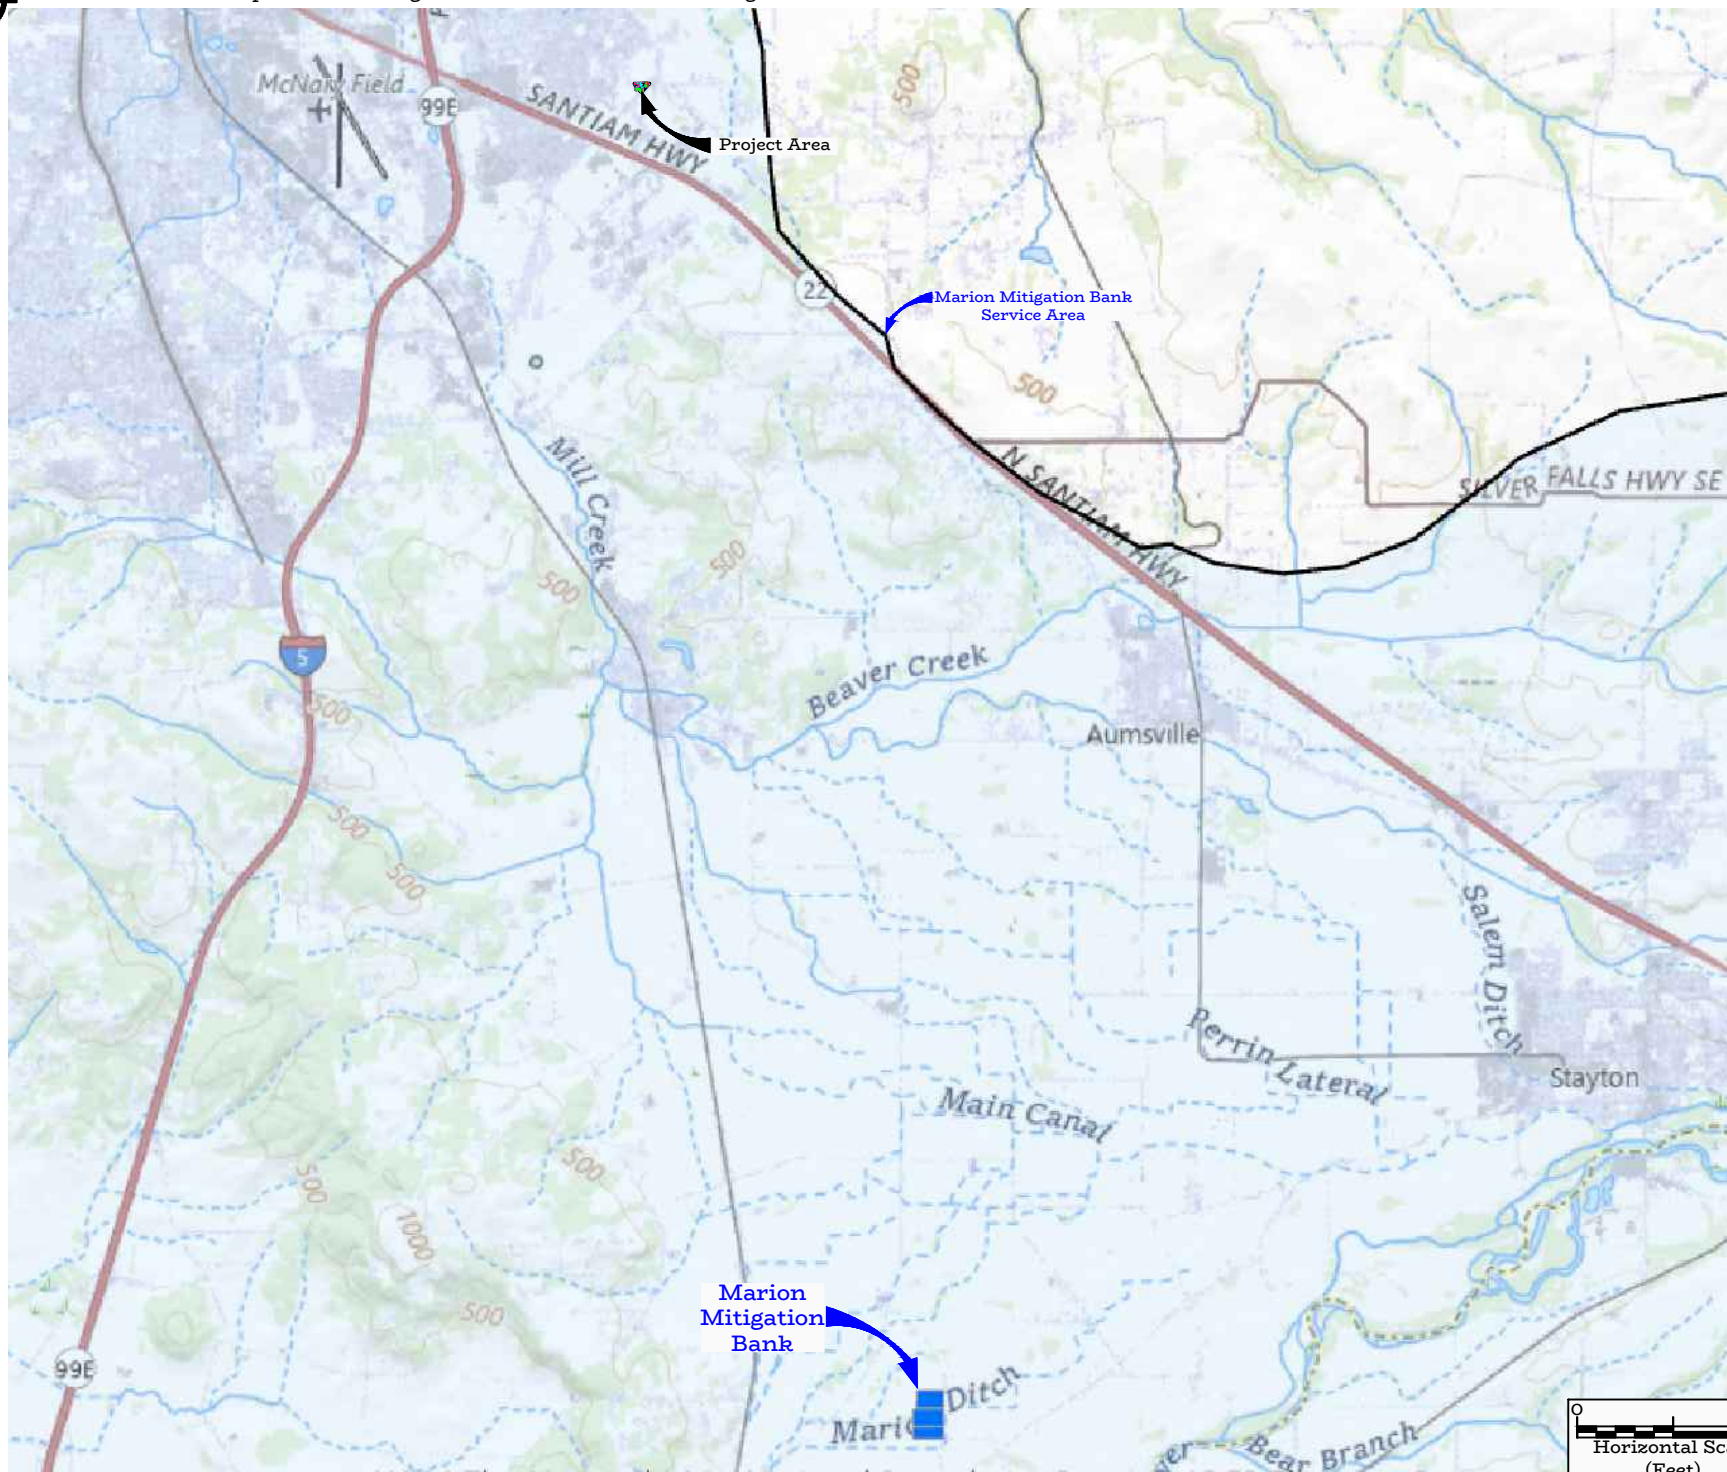 McNary Field
99E
SANTIAM HWY
Project Area
500
22
Marion Mitigation Bank
Service Area
500
N SANTIAM HWY
SILVER FALLS HWY SE
Mill Creek
500
500
5
Beaver Creek
Aumsville
500
500
500
Salem Ditch
Perrin Lateral
Stayton
Main Canal
500
500
1000
500
Marion
Mitigation
Bank
99E
Ditch
Bear Branch
0
Horizontal
(Feet)